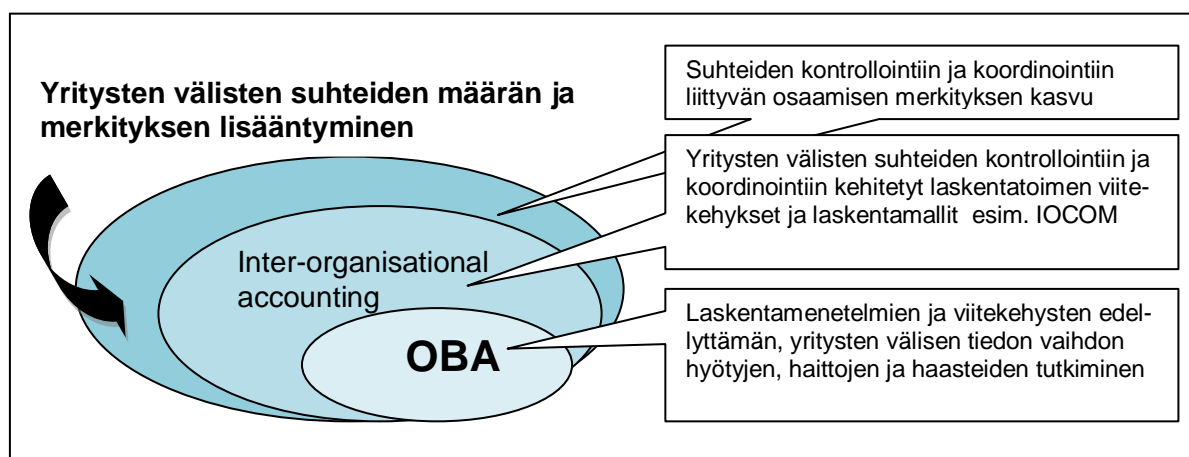 Yritysten välisten suhteiden määrän ja
merkityksen lisääntyminen
Suhteiden kontrollointiin ja koordinointiin
liittyvän osaamisen merkityksen kasvu
Yritysten välisten suhteiden kontrollointiin ja
koordinointiin kehitetyt laskentatoimen viite-
kehykset ja laskentamallit esim. IOCOM
Inter-organisational
accounting
OBA
Laskentamenetelmien ja viitekehysten edel-
lyttämän, yritysten välisen tiedon vaihdon
hyötyjen, haittojen ja haasteiden tutkiminen